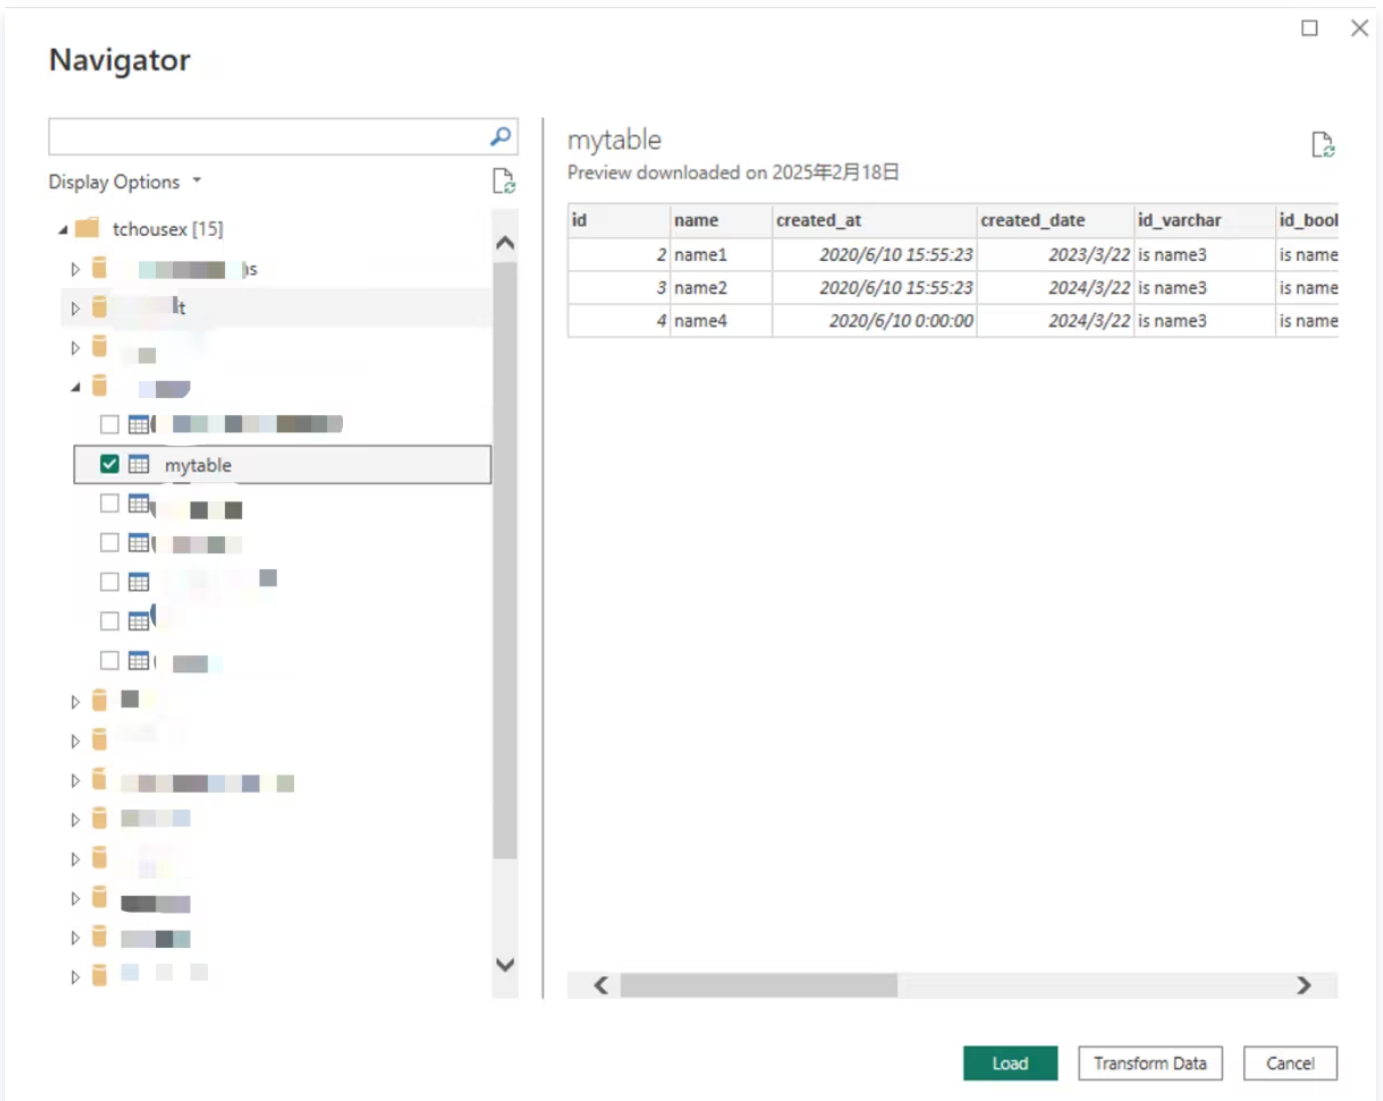 Navigator
Display Options
tchousex [15]
mytable
mytable
Preview downloaded on 2025年2月18日
id name created_at created_date id_varchar id_bool
2 name1 2020/6/10 15:55:23 2023/3/22 is name3 is name
3 name2 2020/6/10 15:55:23 2024/3/22 is name3 is name
4 name4 2020/6/10 0:00:00 2024/3/22 is name3 is name
Load Transform Data Cancel